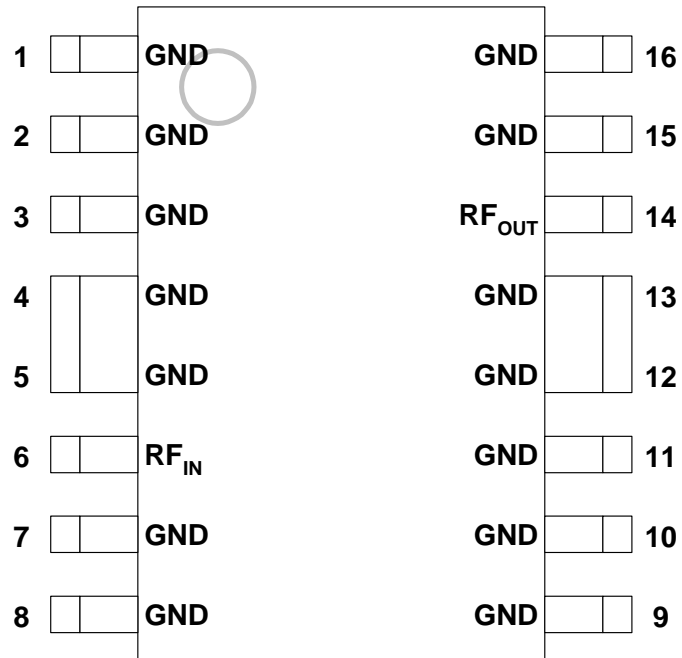 1 GND GND 16
2 GND GND 15
3 GND RF_OUT 14
4 GND GND 13
5 GND GND 12
6 RF_IN GND 11
7 GND GND 10
8 GND GND 9